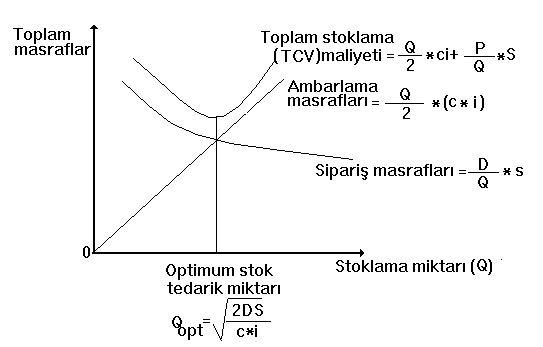 Toplam
masraflar
Toplam stoklama
(TCV)maliyeti = Q/2 *ci+ P/Q *S
Ambarlama
masrafları = Q/2 *(c* i)
Sipariş masrafları = D/Q * s
0
Optimum stok
tedarik miktarı
Stoklama miktarı (Q)
Qopt = √2DS/c*i